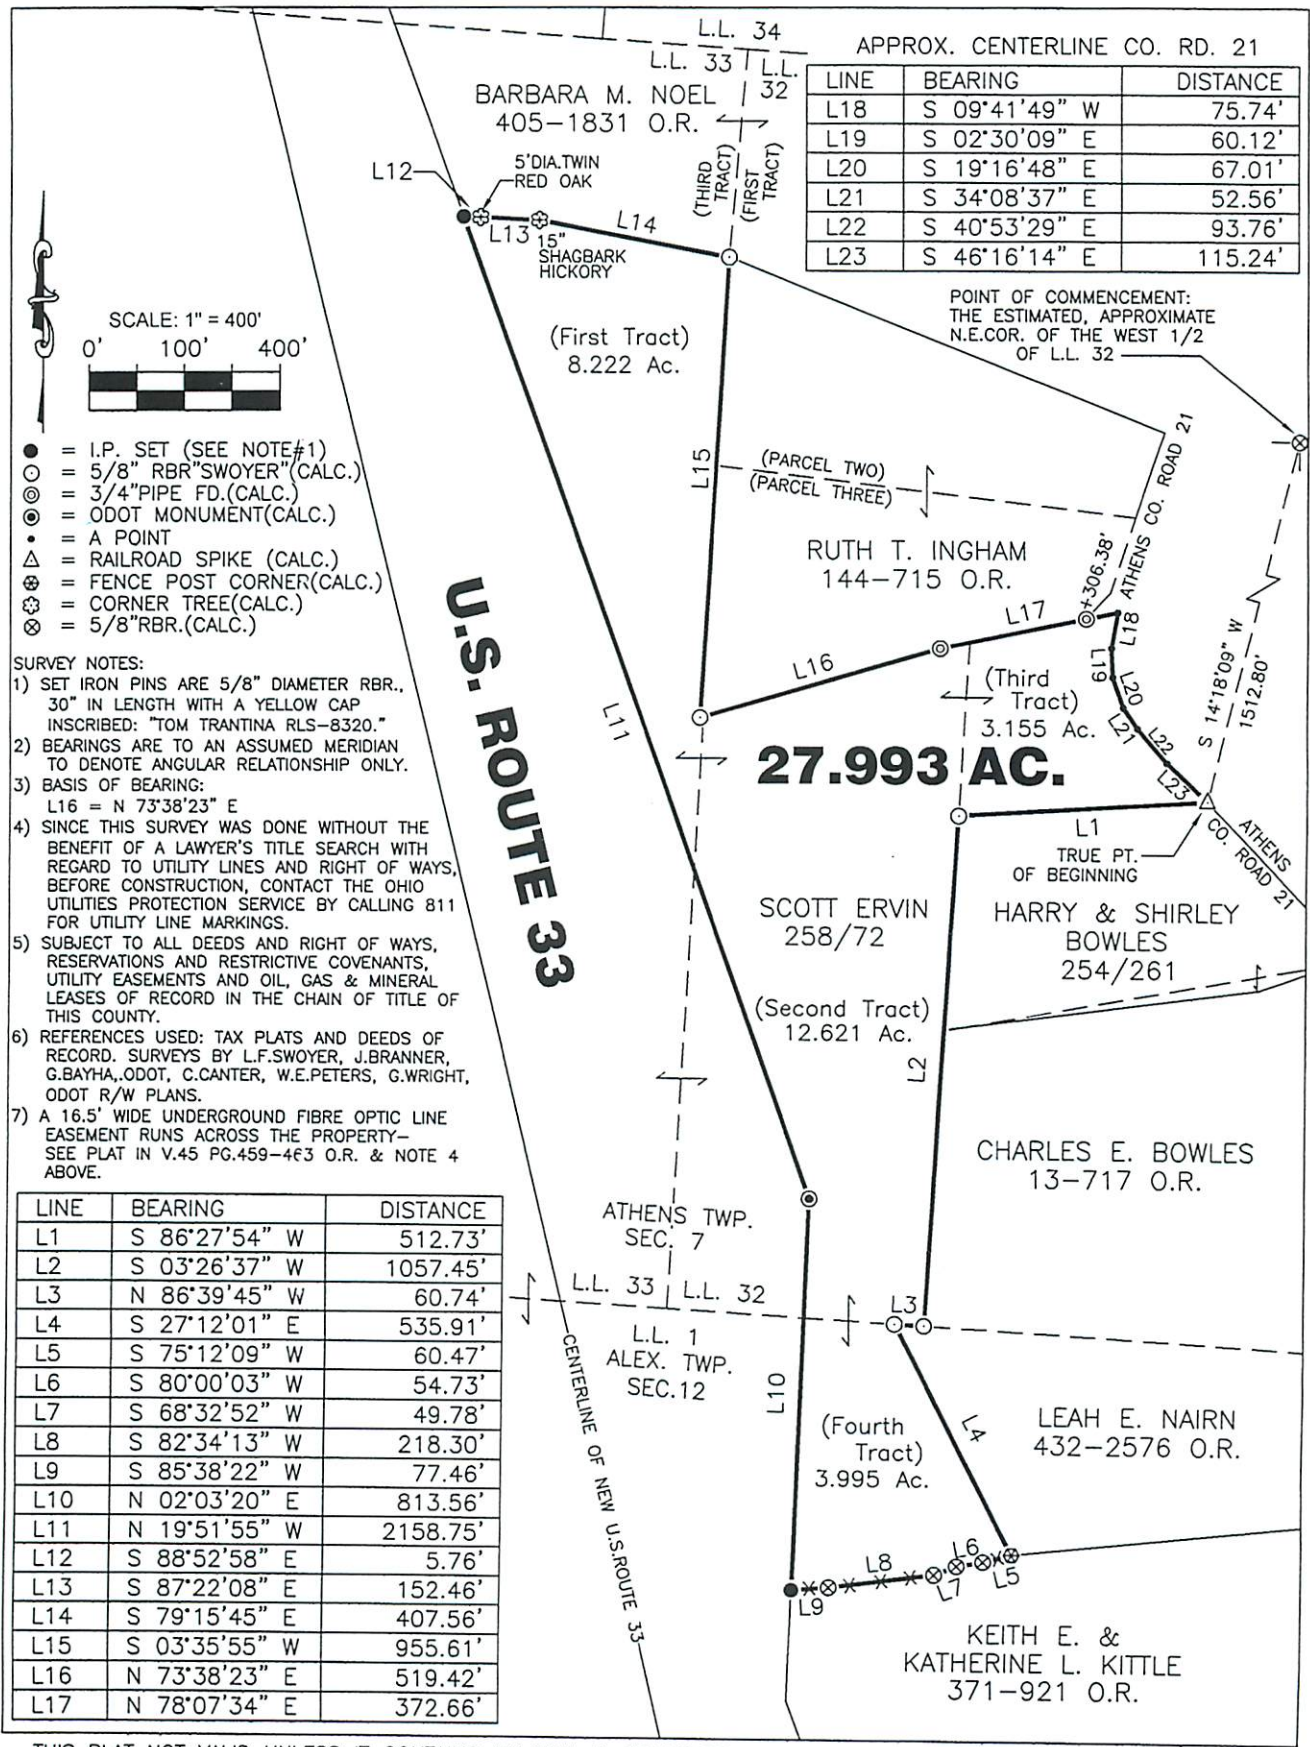 L.L. 34
L.L. 33
L.L.
32
BARBARA M. NOEL
405–1831 O.R.
(THIRD
TRACT)
(FIRST
TRACT)
APPROX. CENTERLINE CO. RD. 21
LINE BEARING DISTANCE
L18 S 09°41'49" W 75.74'
L19 S 02°30'09" E 60.12'
L20 S 19°16'48" E 67.01'
L21 S 34°08'37" E 52.56'
L22 S 40°53'29" E 93.76'
L23 S 46°16'14" E 115.24'
L12
5'DIA.TWIN
RED OAK
L13
15"
SHAGBARK
HICKORY
L14
POINT OF COMMENCEMENT:
THE ESTIMATED, APPROXIMATE
N.E.COR. OF THE WEST 1/2
OF L.L. 32
SCALE: 1" = 400'
0' 100' 400'
(First Tract)
8.222 Ac.
● = I.P. SET (SEE NOTE#1)
= 5/8" RBR"SWOYER"(CALC.)
= 3/4"PIPE FD.(CALC.)
= ODOT MONUMENT(CALC.)
• = A POINT
= RAILROAD SPIKE (CALC.)
= FENCE POST CORNER(CALC.)
= CORNER TREE(CALC.)
= 5/8"RBR.(CALC.)
L15
(PARCEL TWO)
(PARCEL THREE)
ATHENS CO. ROAD 21
RUTH T. INGHAM
144–715 O.R.
+306.38'
L17
L16
L18
L19
L20
L21
L22
L23
S 14°18'09" W
1512.80'
(Third
Tract)
3.155 Ac.
27.993 AC.
U.S. ROUTE 33
L11
L1
TRUE PT.
OF BEGINNING
ATHENS
CO. ROAD 21
SURVEY NOTES:
1) SET IRON PINS ARE 5/8" DIAMETER RBR.,
30" IN LENGTH WITH A YELLOW CAP
INSCRIBED: "TOM TRANTINA RLS–8320."
2) BEARINGS ARE TO AN ASSUMED MERIDIAN
TO DENOTE ANGULAR RELATIONSHIP ONLY.
3) BASIS OF BEARING:
L16 = N 73°38'23" E
4) SINCE THIS SURVEY WAS DONE WITHOUT THE
BENEFIT OF A LAWYER'S TITLE SEARCH WITH
REGARD TO UTILITY LINES AND RIGHT OF WAYS,
BEFORE CONSTRUCTION, CONTACT THE OHIO
UTILITIES PROTECTION SERVICE BY CALLING 811
FOR UTILITY LINE MARKINGS.
5) SUBJECT TO ALL DEEDS AND RIGHT OF WAYS,
RESERVATIONS AND RESTRICTIVE COVENANTS,
UTILITY EASEMENTS AND OIL, GAS & MINERAL
LEASES OF RECORD IN THE CHAIN OF TITLE OF
THIS COUNTY.
6) REFERENCES USED: TAX PLATS AND DEEDS OF
RECORD. SURVEYS BY L.F.SWOYER, J.BRANNER,
G.BAYHA,.ODOT, C.CANTER, W.E.PETERS, G.WRIGHT,
ODOT R/W PLANS.
7) A 16.5' WIDE UNDERGROUND FIBRE OPTIC LINE
EASEMENT RUNS ACROSS THE PROPERTY–
SEE PLAT IN V.45 PG.459–463 O.R. & NOTE 4
ABOVE.
SCOTT ERVIN
258/72
HARRY & SHIRLEY
BOWLES
254/261
(Second Tract)
12.621 Ac.
L2
CHARLES E. BOWLES
13–717 O.R.
ATHENS TWP.
SEC. 7
L.L. 33
L.L. 32
L.L. 1
ALEX. TWP.
SEC.12
L3
L10
L4
(Fourth
Tract)
3.995 Ac.
LEAH E. NAIRN
432–2576 O.R.
CENTERLINE OF NEW U.S.ROUTE 33
L9
L8
L7
L6
L5
KEITH E. &
KATHERINE L. KITTLE
371–921 O.R.
LINE BEARING DISTANCE
L1 S 86°27'54" W 512.73'
L2 S 03°26'37" W 1057.45'
L3 N 86°39'45" W 60.74'
L4 S 27°12'01" E 535.91'
L5 S 75°12'09" W 60.47'
L6 S 80°00'03" W 54.73'
L7 S 68°32'52" W 49.78'
L8 S 82°34'13" W 218.30'
L9 S 85°38'22" W 77.46'
L10 N 02°03'20" E 813.56'
L11 N 19°51'55" W 2158.75'
L12 S 88°52'58" E 5.76'
L13 S 87°22'08" E 152.46'
L14 S 79°15'45" E 407.56'
L15 S 03°35'55" W 955.61'
L16 N 73°38'23" E 519.42'
L17 N 78°07'34" E 372.66'